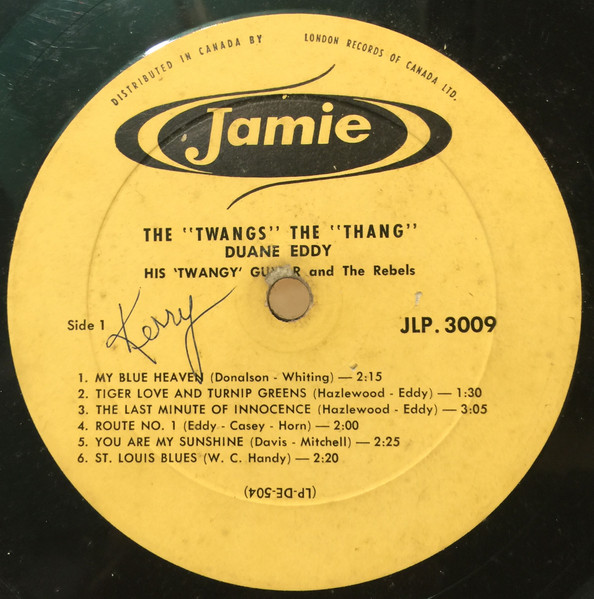 DISTRIBUTED IN CANADA BY LONDON RECORDS OF CANADA LTD.
Jamie
THE "TWANGS" THE "THANG"
DUANE EDDY
HIS 'TWANGY' GUITAR and The Rebels
Side 1
Kerry
JLP. 3009
1. MY BLUE HEAVEN (Donalson - Whiting) — 2:15
2. TIGER LOVE AND TURNIP GREENS (Hazlewood - Eddy) — 1:30
3. THE LAST MINUTE OF INNOCENCE (Hazlewood - Eddy) — 3:05
4. ROUTE NO. 1 (Eddy - Casey - Horn) — 2:00
5. YOU ARE MY SUNSHINE (Davis - Mitchell) — 2:25
6. ST. LOUIS BLUES (W. C. Handy) — 2:20
(LP-DE-504)